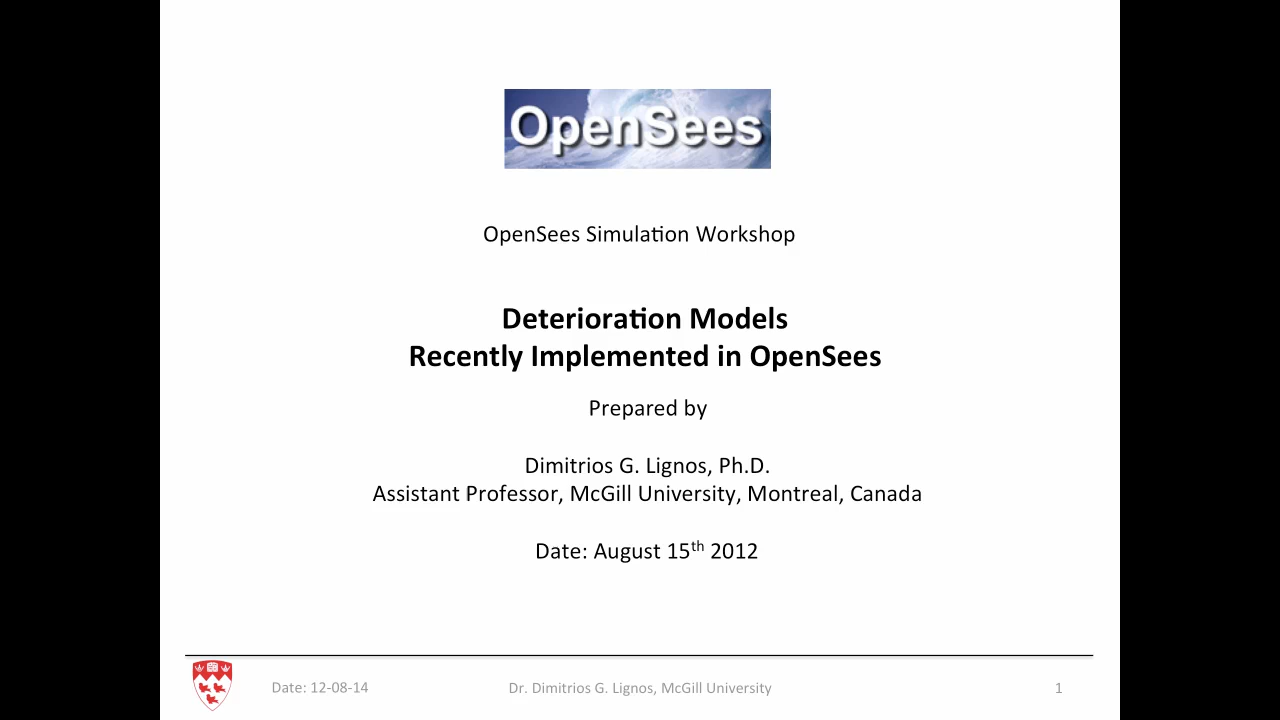 OpenSees
OpenSees Simulation Workshop
Deterioration Models
Recently Implemented in OpenSees
Prepared by
Dimitrios G. Lignos, Ph.D.
Assistant Professor, McGill University, Montreal, Canada
Date: August 15th 2012
Date: 12-08-14
Dr. Dimitrios G. Lignos, McGill University
1